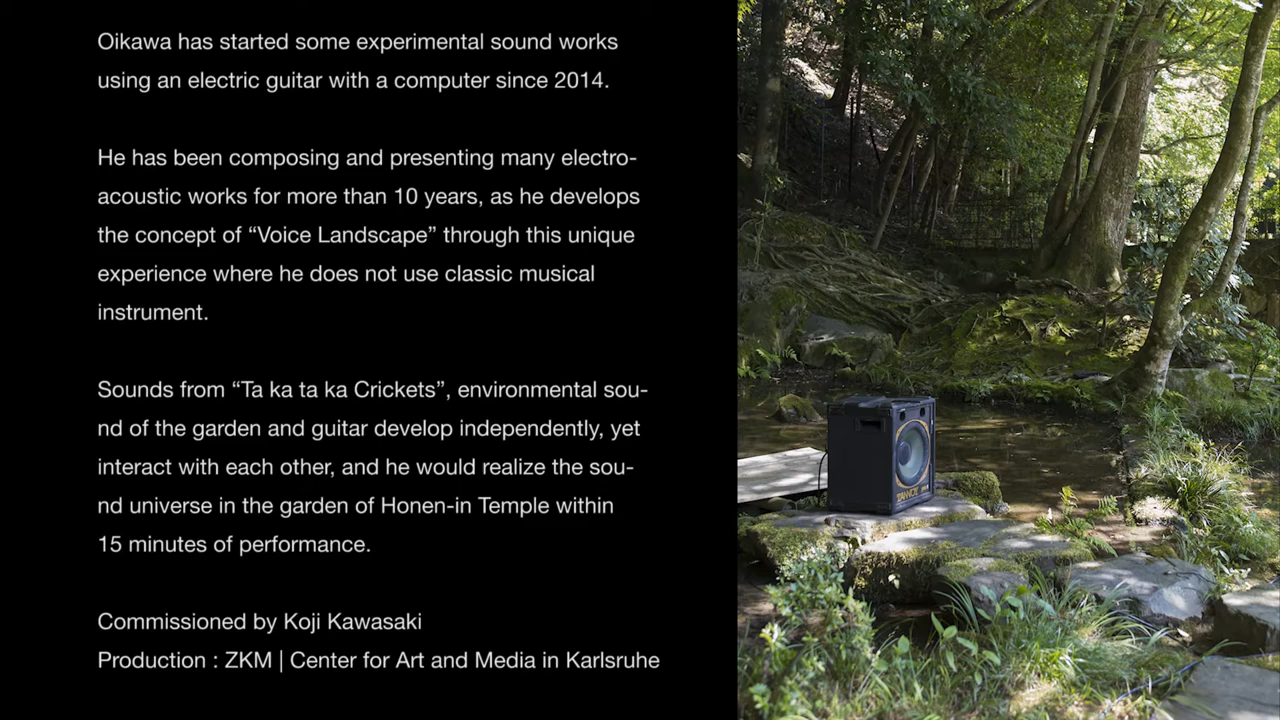 Oikawa has started some experimental sound works
using an electric guitar with a computer since 2014.
He has been composing and presenting many electro-
acoustic works for more than 10 years, as he develops
the concept of “Voice Landscape” through this unique
experience where he does not use classic musical
instrument.
Sounds from “Ta ka ta ka Crickets”, environmental sou-
nd of the garden and guitar develop independently, yet
interact with each other, and he would realize the sou-
nd universe in the garden of Honen-in Temple within
15 minutes of performance.
Commissioned by Koji Kawasaki
Production : ZKM | Center for Art and Media in Karlsruhe
TANNOY